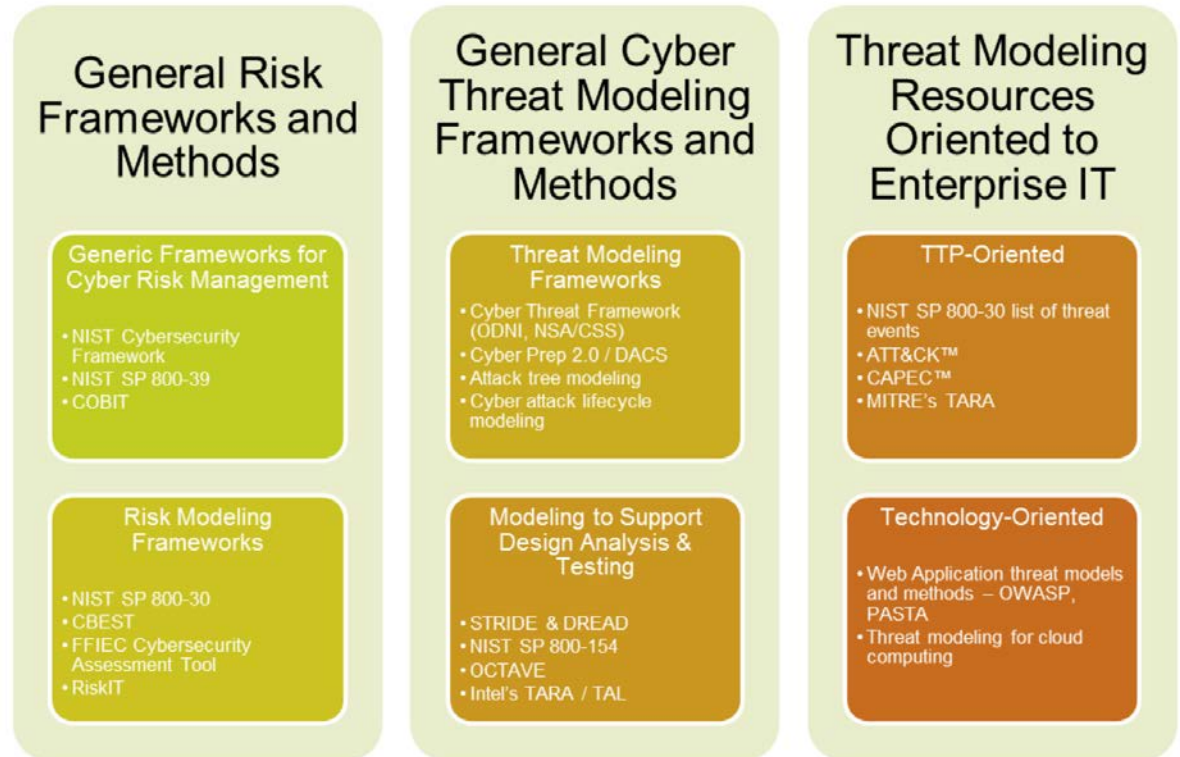 General Risk
Frameworks and
Methods
Generic Frameworks for
Cyber Risk Management
• NIST Cybersecurity
Framework
• NIST SP 800-39
• COBIT
Risk Modeling
Frameworks
• NIST SP 800-30
• CBEST
• FFIEC Cybersecurity
Assessment Tool
• RiskIT
General Cyber
Threat Modeling
Frameworks and
Methods
Threat Modeling
Frameworks
• Cyber Threat Framework
(ODNI, NSA/CSS)
• Cyber Prep 2.0 / DACS
• Attack tree modeling
• Cyber attack lifecycle
modeling
Modeling to Support
Design Analysis &
Testing
• STRIDE & DREAD
• NIST SP 800-154
• OCTAVE
• Intel's TARA / TAL
Threat Modeling
Resources
Oriented to
Enterprise IT
TTP-Oriented
• NIST SP 800-30 list of threat
events
• ATT&CK™
• CAPEC™
• MITRE's TARA
Technology-Oriented
• Web Application threat models
and methods – OWASP,
PASTA
• Threat modeling for cloud
computing